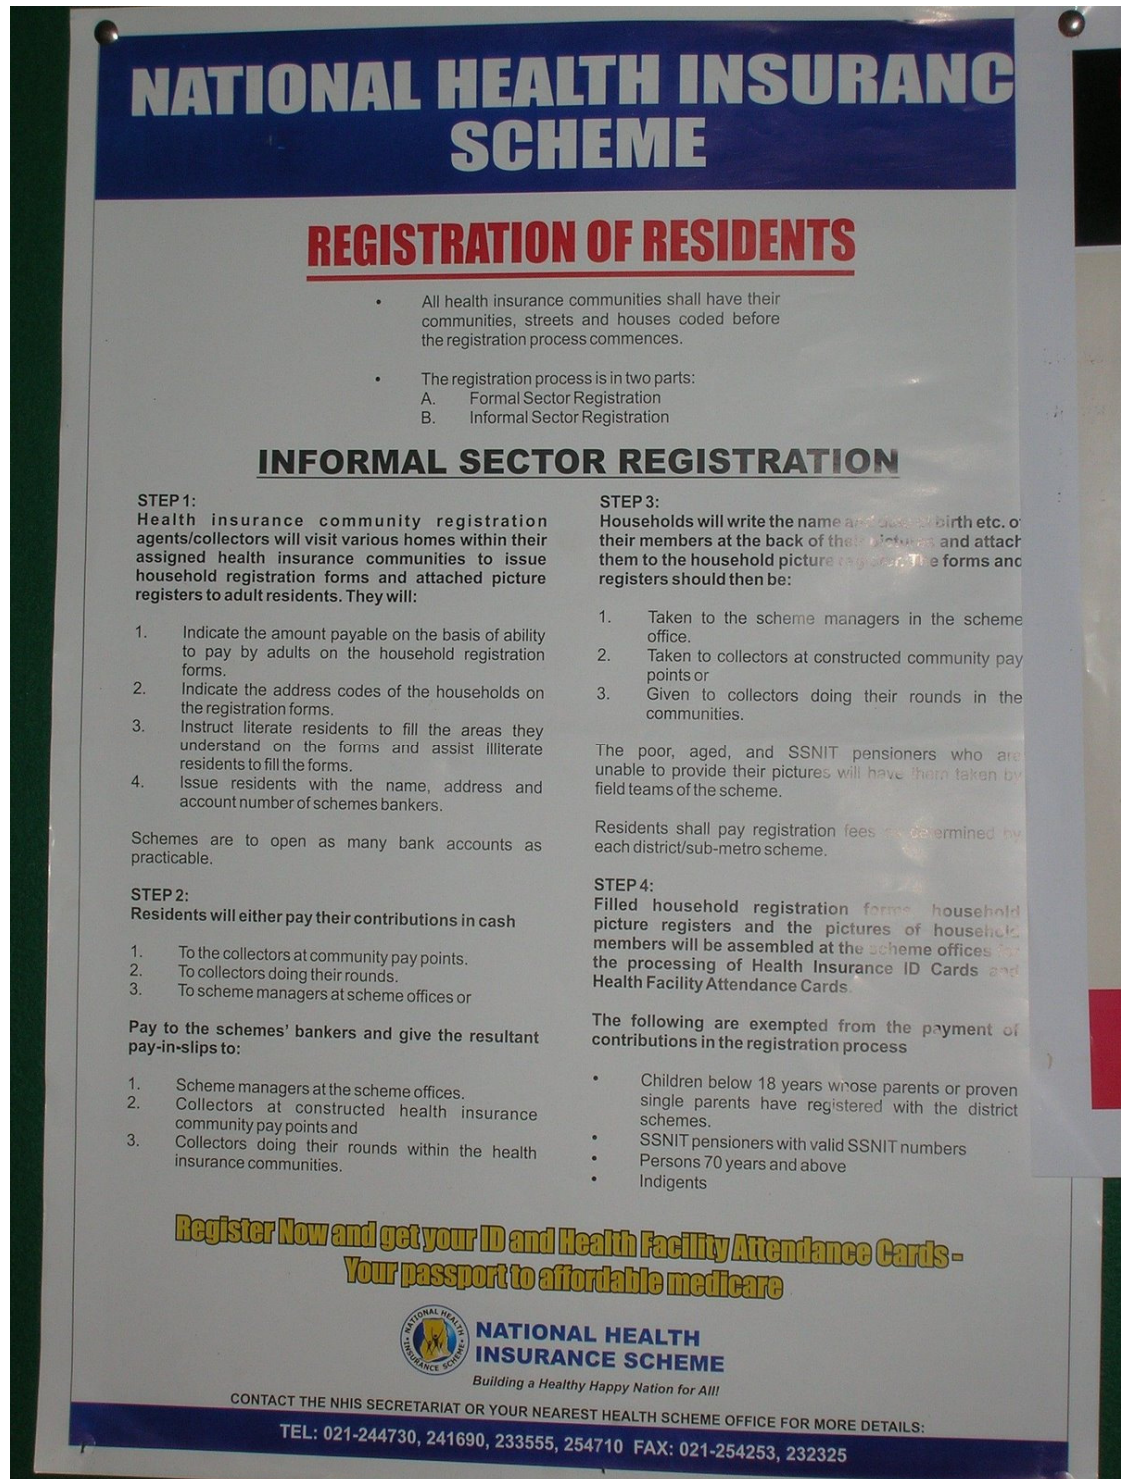 NATIONAL HEALTH INSURANC
SCHEME
REGISTRATION OF RESIDENTS
• All health insurance communities shall have their
communities, streets and houses coded before
the registration process commences.
• The registration process is in two parts:
A. Formal Sector Registration
B. Informal Sector Registration
INFORMAL SECTOR REGISTRATION
STEP 1:
Health insurance community registration
agents/collectors will visit various homes within their
assigned health insurance communities to issue
household registration forms and attached picture
registers to adult residents. They will:
1. Indicate the amount payable on the basis of ability
to pay by adults on the household registration
forms.
2. Indicate the address codes of the households on
the registration forms.
3. Instruct literate residents to fill the areas they
understand on the forms and assist illiterate
residents to fill the forms.
4. Issue residents with the name, address and
account number of schemes bankers.
Schemes are to open as many bank accounts as
practicable.
STEP 2:
Residents will either pay their contributions in cash
1. To the collectors at community pay points.
2. To collectors doing their rounds.
3. To scheme managers at scheme offices or
Pay to the schemes' bankers and give the resultant
pay-in-slips to:
1. Scheme managers at the scheme offices.
2. Collectors at constructed health insurance
community pay points and
3. Collectors doing their rounds within the health
insurance communities.
STEP 3:
Households will write the name birth etc. o
their members at the back of their pictures and attach
them to the household picture The forms and
registers should then be:
1. Taken to the scheme managers in the scheme
office.
2. Taken to collectors at constructed community pay
points or
3. Given to collectors doing their rounds in the
communities.
The poor, aged, and SSNIT pensioners who are
unable to provide their pictures will have them taken by
field teams of the scheme.
Residents shall pay registration fees determined by
each district/sub-metro scheme.
STEP 4:
Filled household registration forms, household
picture registers and the pictures of household
members will be assembled at the scheme offices
the processing of Health Insurance ID Cards and
Health Facility Attendance Cards
The following are exempted from the payment of
contributions in the registration process
• Children below 18 years whose parents or proven
single parents have registered with the district
schemes.
• SSNIT pensioners with valid SSNIT numbers
• Persons 70 years and above
• Indigents
Register Now and get your ID and Health Facility Attendance Cards -
Your passport to affordable medicare
NATIONAL HEALTH INSURANCE SCHEME
NATIONAL HEALTH
INSURANCE SCHEME
Building a Healthy Happy Nation for All!
CONTACT THE NHIS SECRETARIAT OR YOUR NEAREST HEALTH SCHEME OFFICE FOR MORE DETAILS:
TEL: 021-244730, 241690, 233555, 254710 FAX: 021-254253, 232325